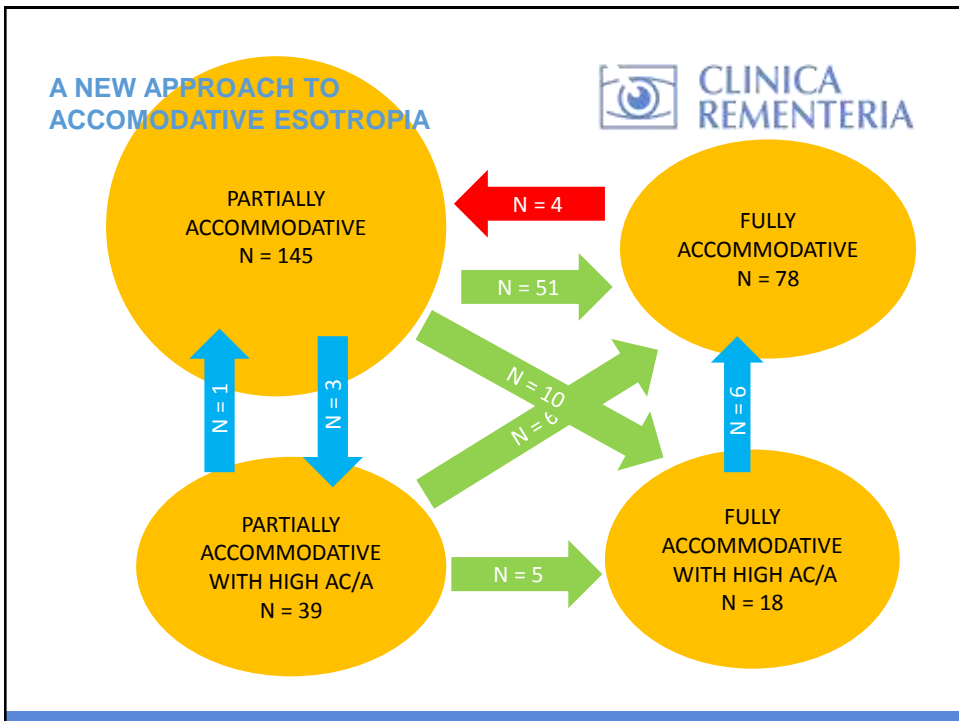 A NEW APPROACH TO
ACCOMODATIVE ESOTROPIA
CLINICA
REMENTERIA
PARTIALLY
ACCOMMODATIVE
N = 145
N = 4
FULLY
ACCOMMODATIVE
N = 78
N = 51
N = 1
N = 3
N = 10
N = 6
N = 6
PARTIALLY
ACCOMMODATIVE
WITH HIGH AC/A
N = 39
N = 5
FULLY
ACCOMMODATIVE
WITH HIGH AC/A
N = 18